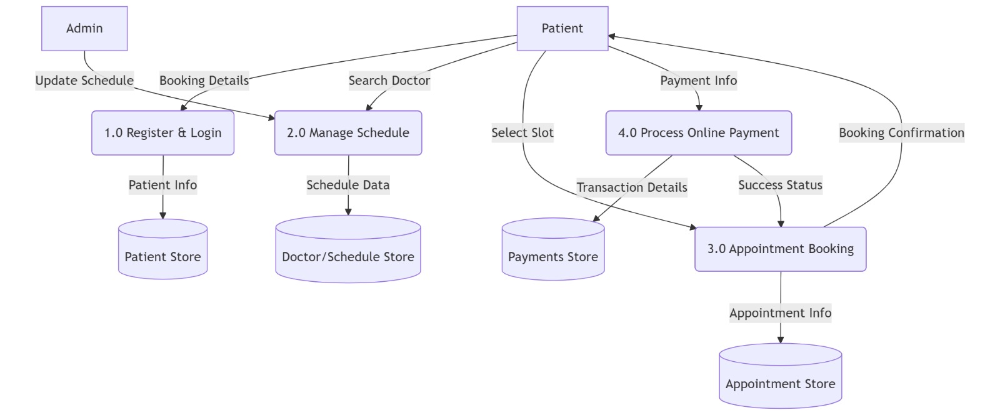 Admin
Patient
Update Schedule
Booking Details
Search Doctor
Payment Info
1.0 Register & Login
2.0 Manage Schedule
Select Slot
4.0 Process Online Payment
Booking Confirmation
Patient Info
Schedule Data
Transaction Details
Success Status
Patient Store
Doctor/Schedule Store
Payments Store
3.0 Appointment Booking
Appointment Info
Appointment Store